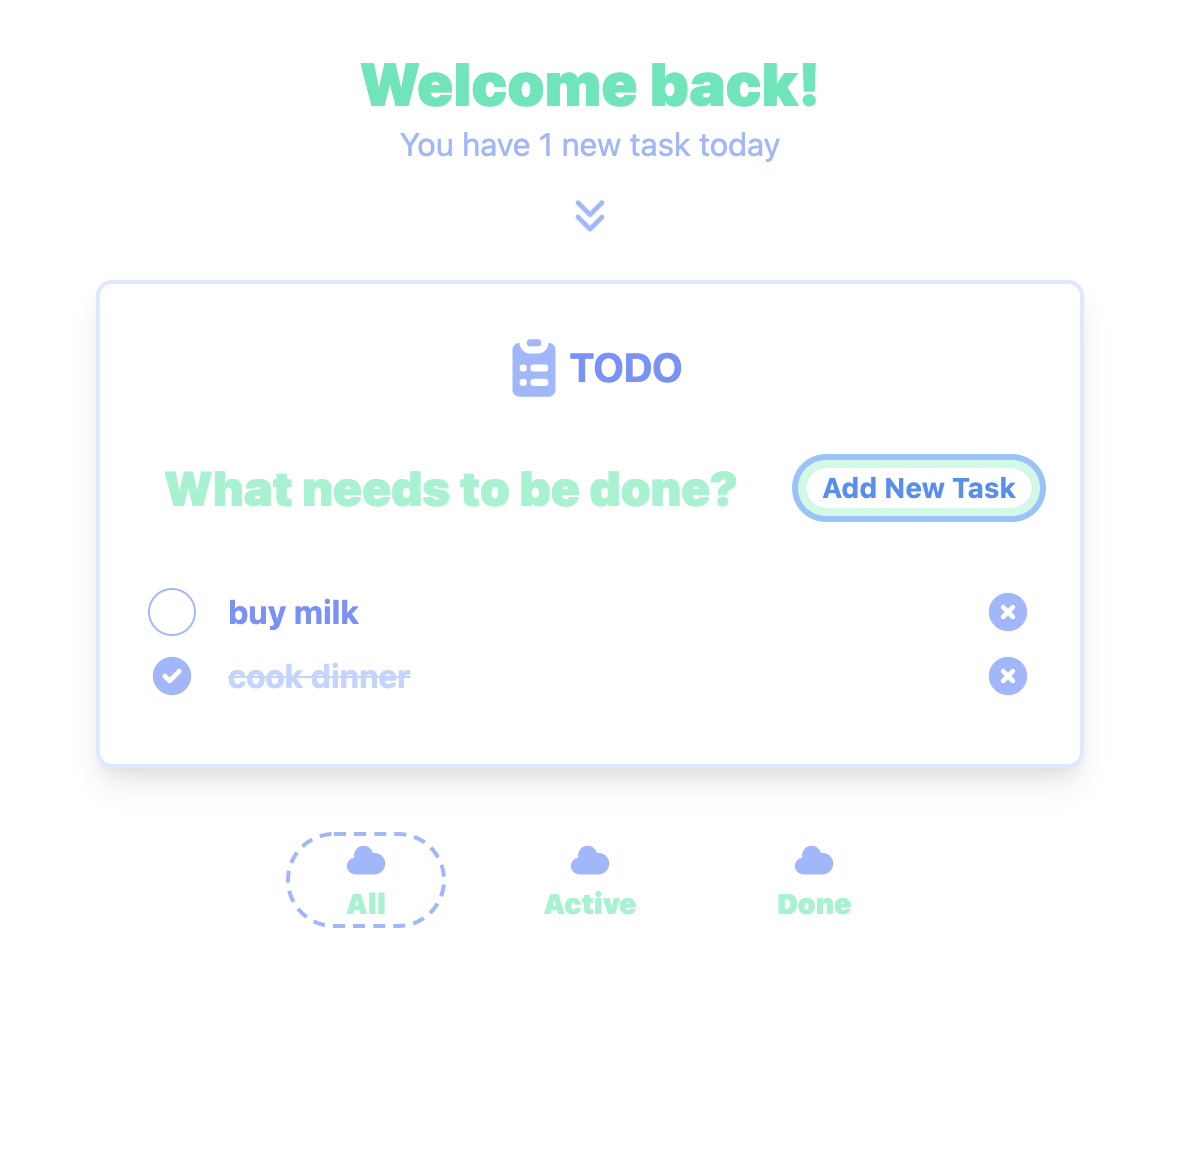 Welcome back!
You have 1 new task today
TODO
What needs to be done?
Add New Task
buy milk
cook dinner
All
Active
Done